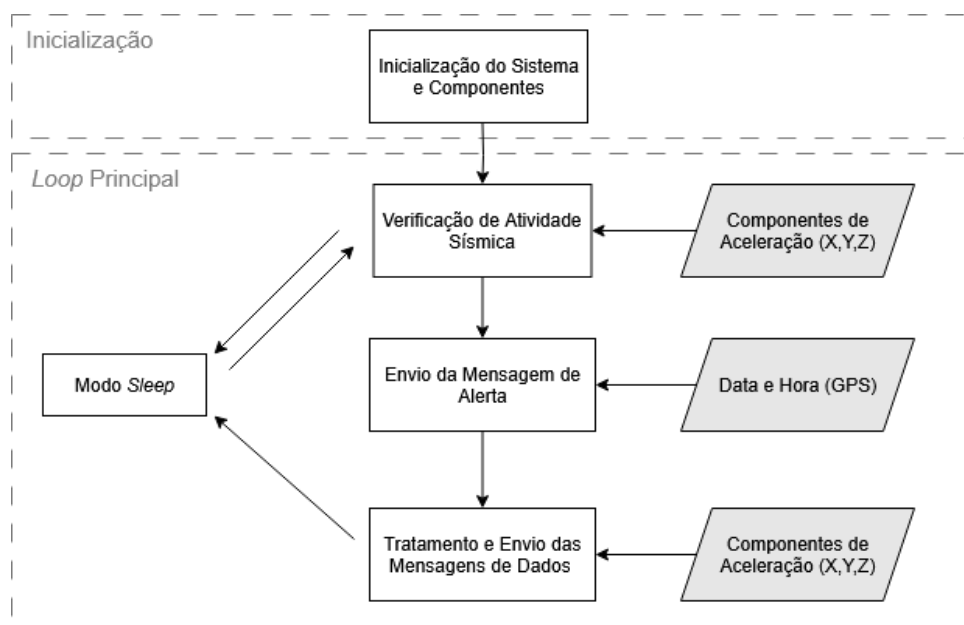 Inicialização
Inicialização do Sistema
e Componentes
Loop Principal
Verificação de Atividade
Sísmica
Componentes de
Aceleração (X,Y,Z)
Modo Sleep
Envio da Mensagem de
Alerta
Data e Hora (GPS)
Tratamento e Envio das
Mensagens de Dados
Componentes de
Aceleração (X,Y,Z)